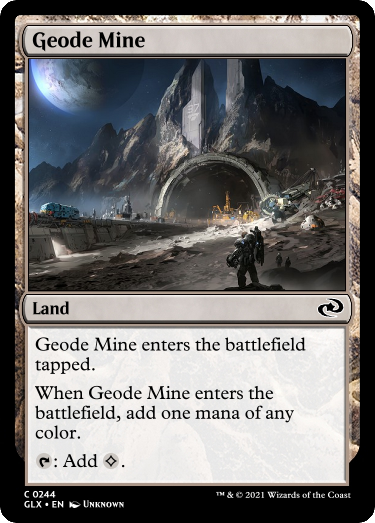 Geode Mine
Land
Geode Mine enters the battlefield
tapped.
When Geode Mine enters the
battlefield, add one mana of any
color.
: Add .
C 0244
GLX • EN Unknown
™ & © 2021 Wizards of the Coast